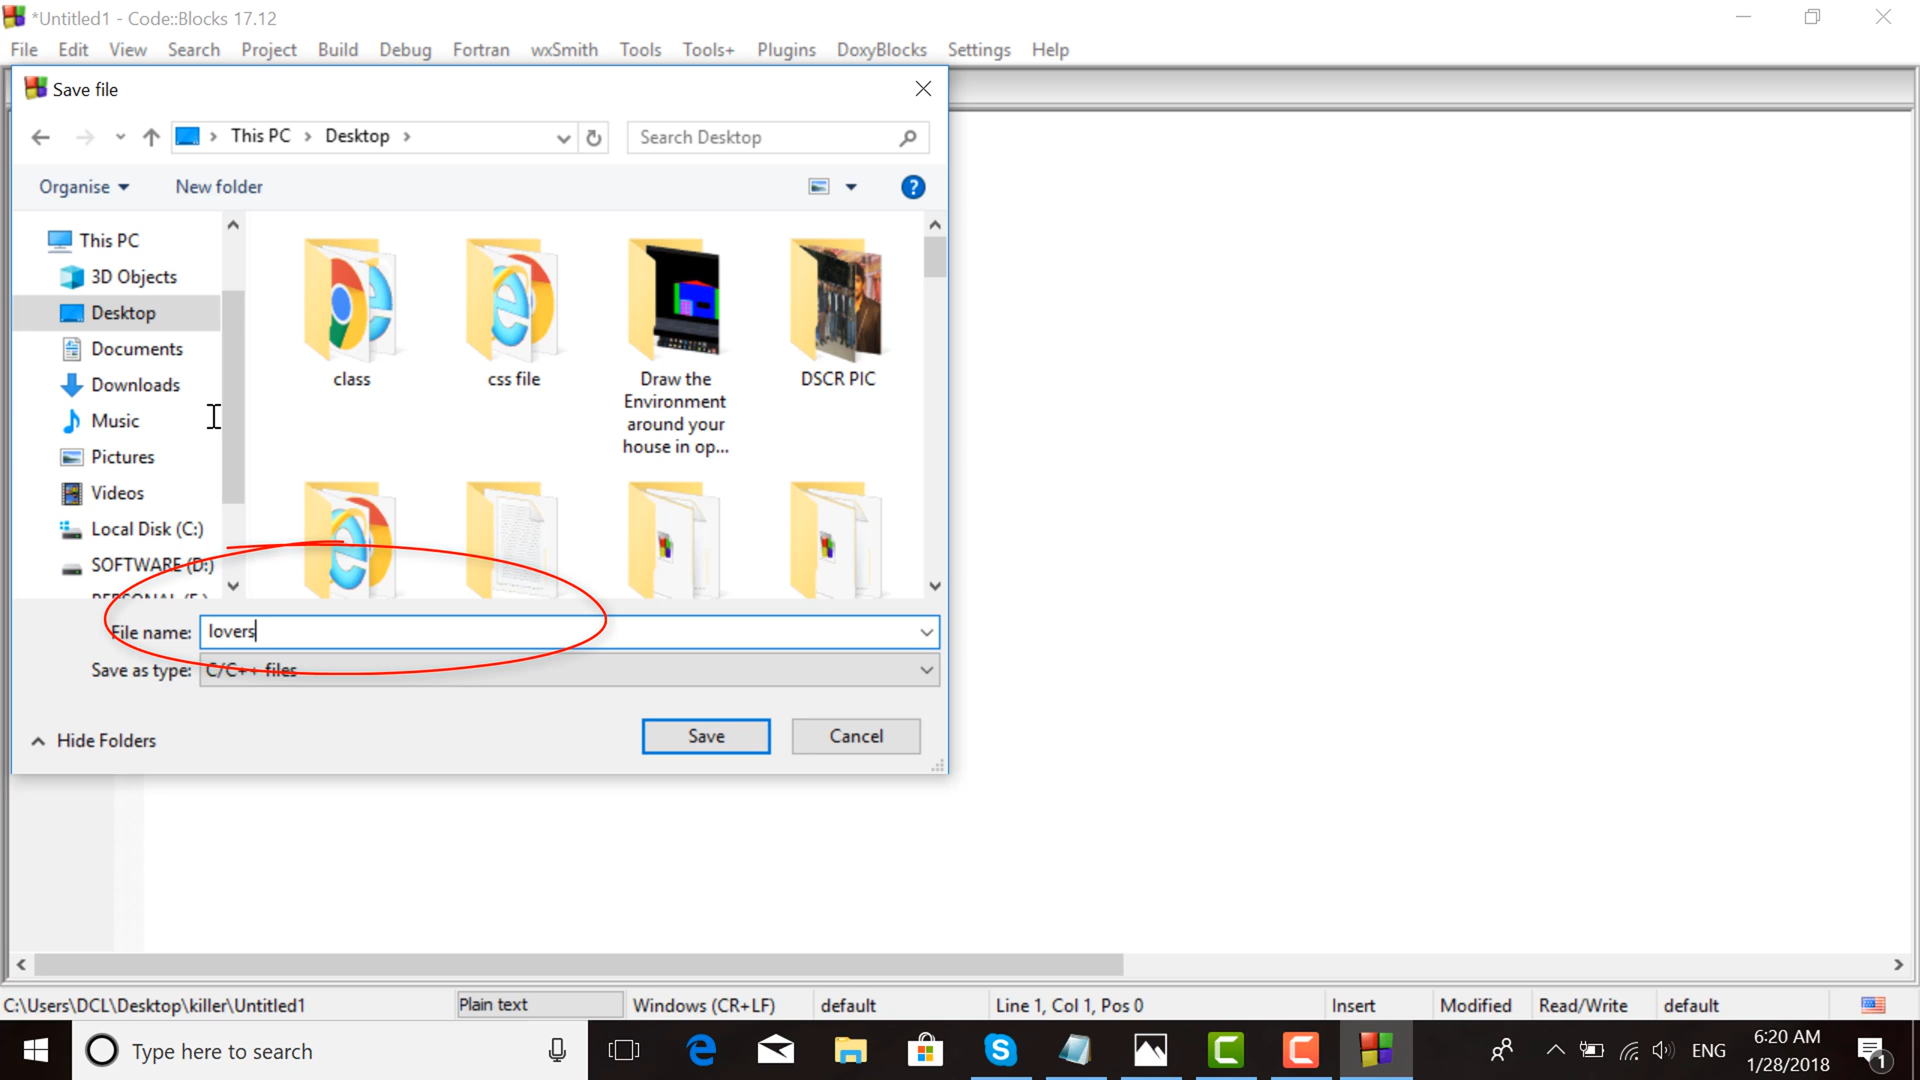 *Untitled1 - Code::Blocks 17.12
File Edit View Search Project Build Debug Fortran wxSmith Tools Tools+ Plugins DoxyBlocks Settings Help
Save file
This PC > Desktop >
Search Desktop
Organise
New folder
This PC
3D Objects
Desktop
Documents
Downloads
Music
Pictures
Videos
Local Disk (C:)
SOFTWARE (D:)
class
css file
Draw the
Environment
around your
house in op...
DSCR PIC
File name: lovers
Save as type: C/C++ files
Hide Folders
Save
Cancel
C:\Users\DCL\Desktop\killer\Untitled1 Plain text Windows (CR+LF) default Line 1, Col 1, Pos 0 Insert Modified Read/Write default
Type here to search
ENG
6:20 AM
1/28/2018
1